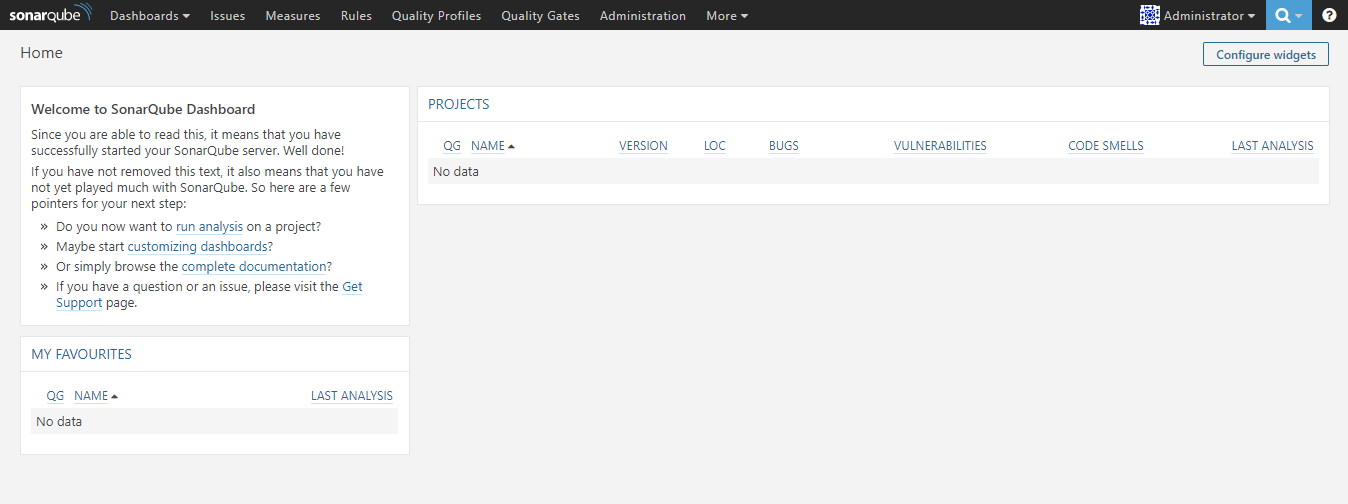 sonarqube Dashboards Issues Measures Rules Quality Profiles Quality Gates Administration More Administrator ?
Home
Configure widgets
Welcome to SonarQube Dashboard
Since you are able to read this, it means that you have
successfully started your SonarQube server. Well done!
If you have not removed this text, it also means that you have
not yet played much with SonarQube. So here are a few
pointers for your next step:
» Do you now want to run analysis on a project?
» Maybe start customizing dashboards?
» Or simply browse the complete documentation?
» If you have a question or an issue, please visit the Get
Support page.
MY FAVOURITES
QG NAME LAST ANALYSIS
No data
PROJECTS
QG NAME VERSION LOC BUGS VULNERABILITIES CODE SMELLS LAST ANALYSIS
No data